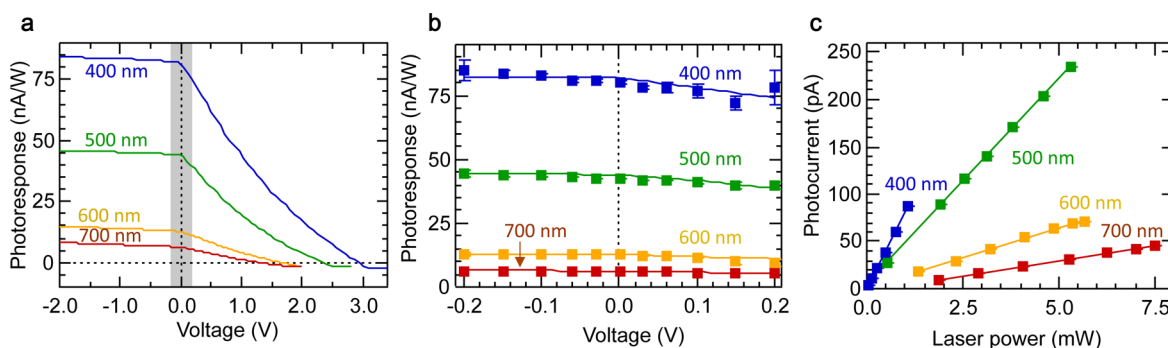 a
Photoresponse (nA/W)
75
50
25
0
400 nm
500 nm
600 nm
700 nm
-2.0 -1.0 0.0 1.0 2.0 3.0
Voltage (V)
b
Photoresponse (nA/W)
75
50
25
0
400 nm
500 nm
700 nm
600 nm
-0.2 -0.1 0.0 0.1 0.2
Voltage (V)
c
Photocurrent (pA)
250
200
150
100
50
0
400 nm
500 nm
600 nm
700 nm
0.0 2.5 5.0 7.5
Laser power (mW)